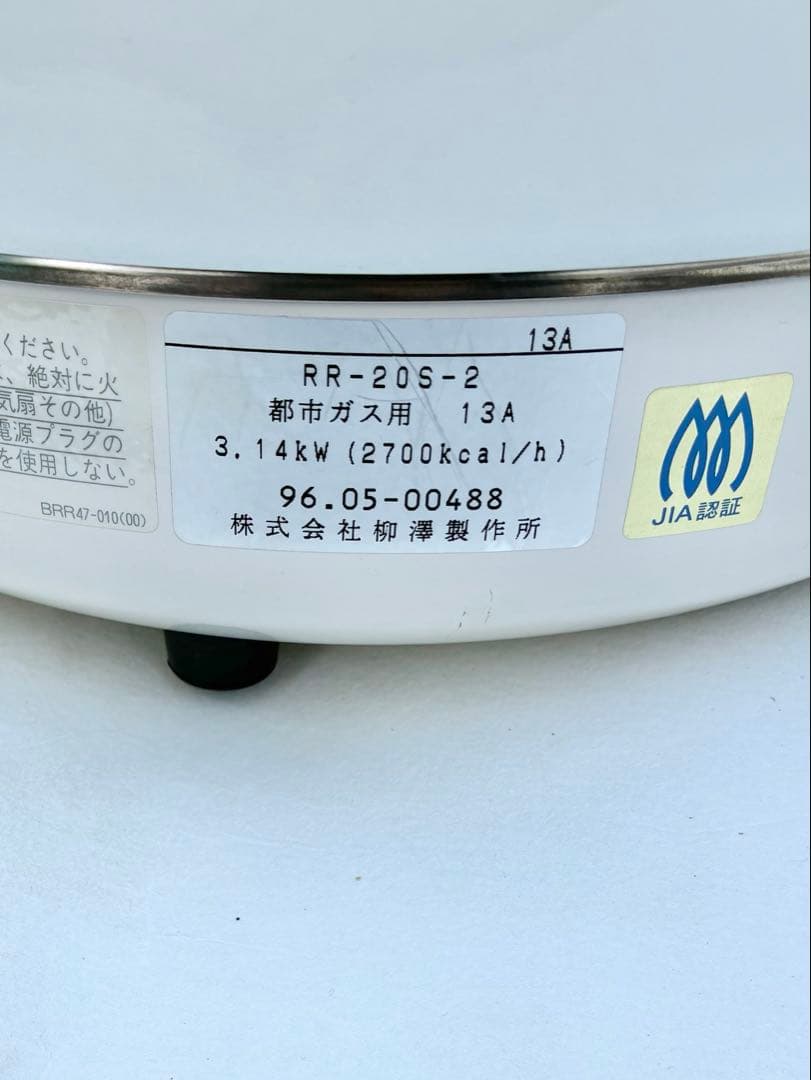 ください。
、絶対に火
気扇その他)
電源プラグの
を使用しない。
BRR47-010(00)
13A
RR-20S-2
都市ガス用 13A
3.14kW (2700kcal/h)
96.05-00488
株式会社柳澤製作所
JIA認証